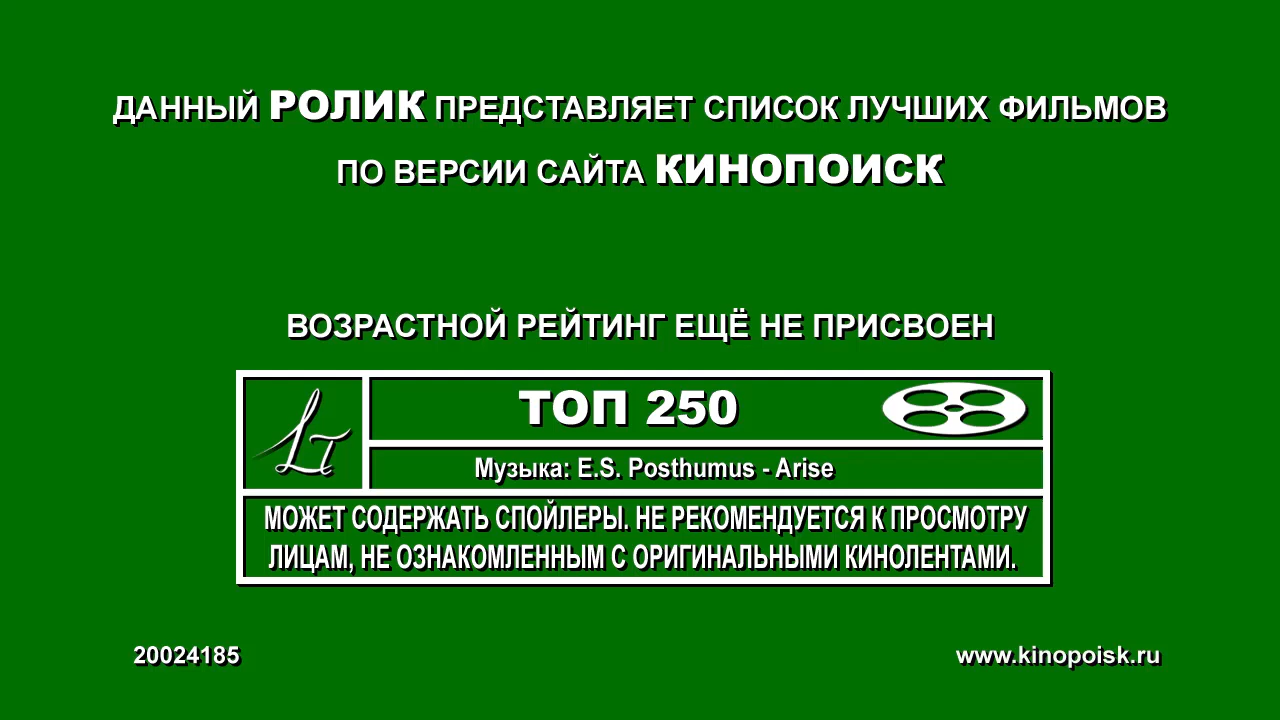 ДАННЫЙ РОЛИК ПРЕДСТАВЛЯЕТ СПИСОК ЛУЧШИХ ФИЛЬМОВ
ПО ВЕРСИИ САЙТА КИНОПОИСК
ВОЗРАСТНОЙ РЕЙТИНГ ЕЩЁ НЕ ПРИСВОЕН
LT
ТОП 250
Музыка: E.S. Posthumus - Arise
МОЖЕТ СОДЕРЖАТЬ СПОЙЛЕРЫ. НЕ РЕКОМЕНДУЕТСЯ К ПРОСМОТРУ
ЛИЦАМ, НЕ ОЗНАКОМЛЕННЫМ С ОРИГИНАЛЬНЫМИ КИНОЛЕНТАМИ.
20024185
www.kinopoisk.ru